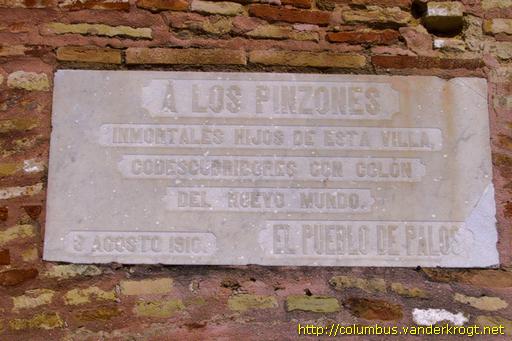 A LOS PINZONES
INMORTALES HIJOS DE ESTA VILLA,
CODESCUBRIDORES CON COLÓN
DEL NUEVO MUNDO.
3 AGOSTO 1910.
EL PUEBLO DE PALOS
http://columbus.vanderkrogt.net